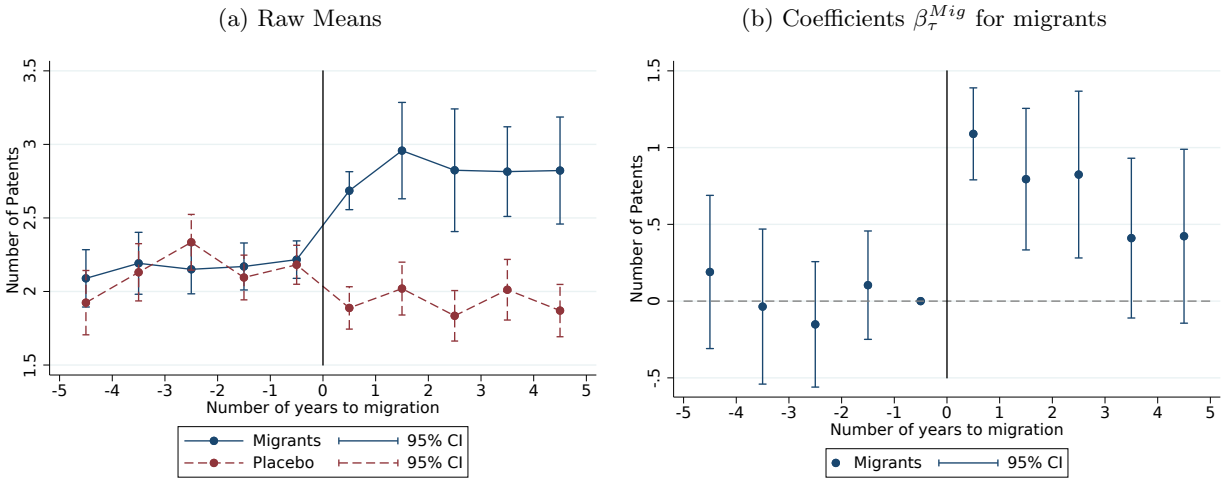 (a) Raw Means
Number of Patents
3.5
3
2.5
2
1.5
-5 -4 -3 -2 -1 0 1 2 3 4 5
Number of years to migration
Migrants 95% CI
Placebo 95% CI
(b) Coefficients β_τ^{Mig} for migrants
Number of Patents
1.5
1
.5
0
-.5
-5 -4 -3 -2 -1 0 1 2 3 4 5
Number of years to migration
Migrants 95% CI